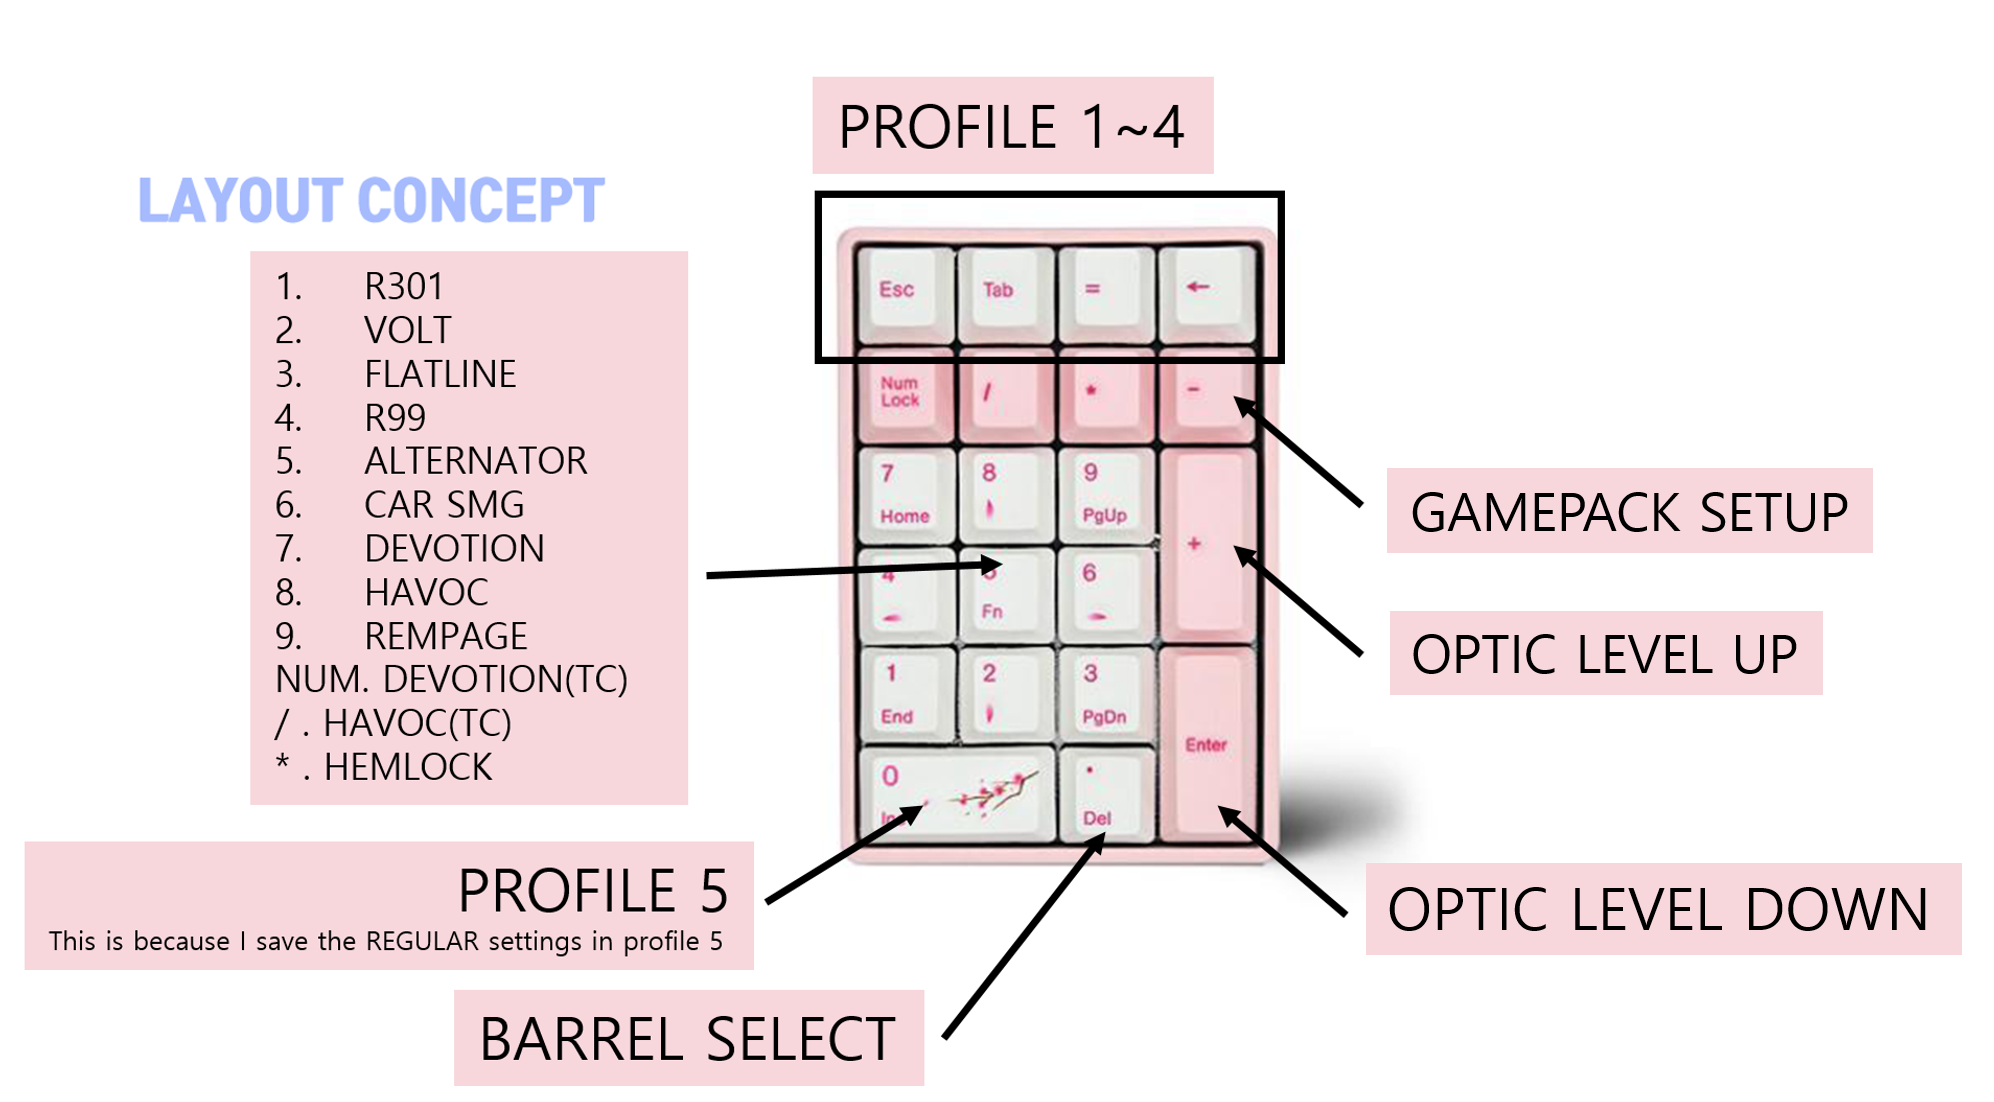 PROFILE 1~4
LAYOUT CONCEPT
1. R301
2. VOLT
3. FLATLINE
4. R99
5. ALTERNATOR
6. CAR SMG
7. DEVOTION
8. HAVOC
9. REMPAGE
NUM. DEVOTION(TC)
/ . HAVOC(TC)
* . HEMLOCK
Esc Tab = ←
Num Lock / * -
7 Home 8 9 PgUp +
4 Fn 6
1 End 2 3 PgDn Enter
0 . Del
GAMEPACK SETUP
OPTIC LEVEL UP
OPTIC LEVEL DOWN
PROFILE 5
This is because I save the REGULAR settings in profile 5
BARREL SELECT